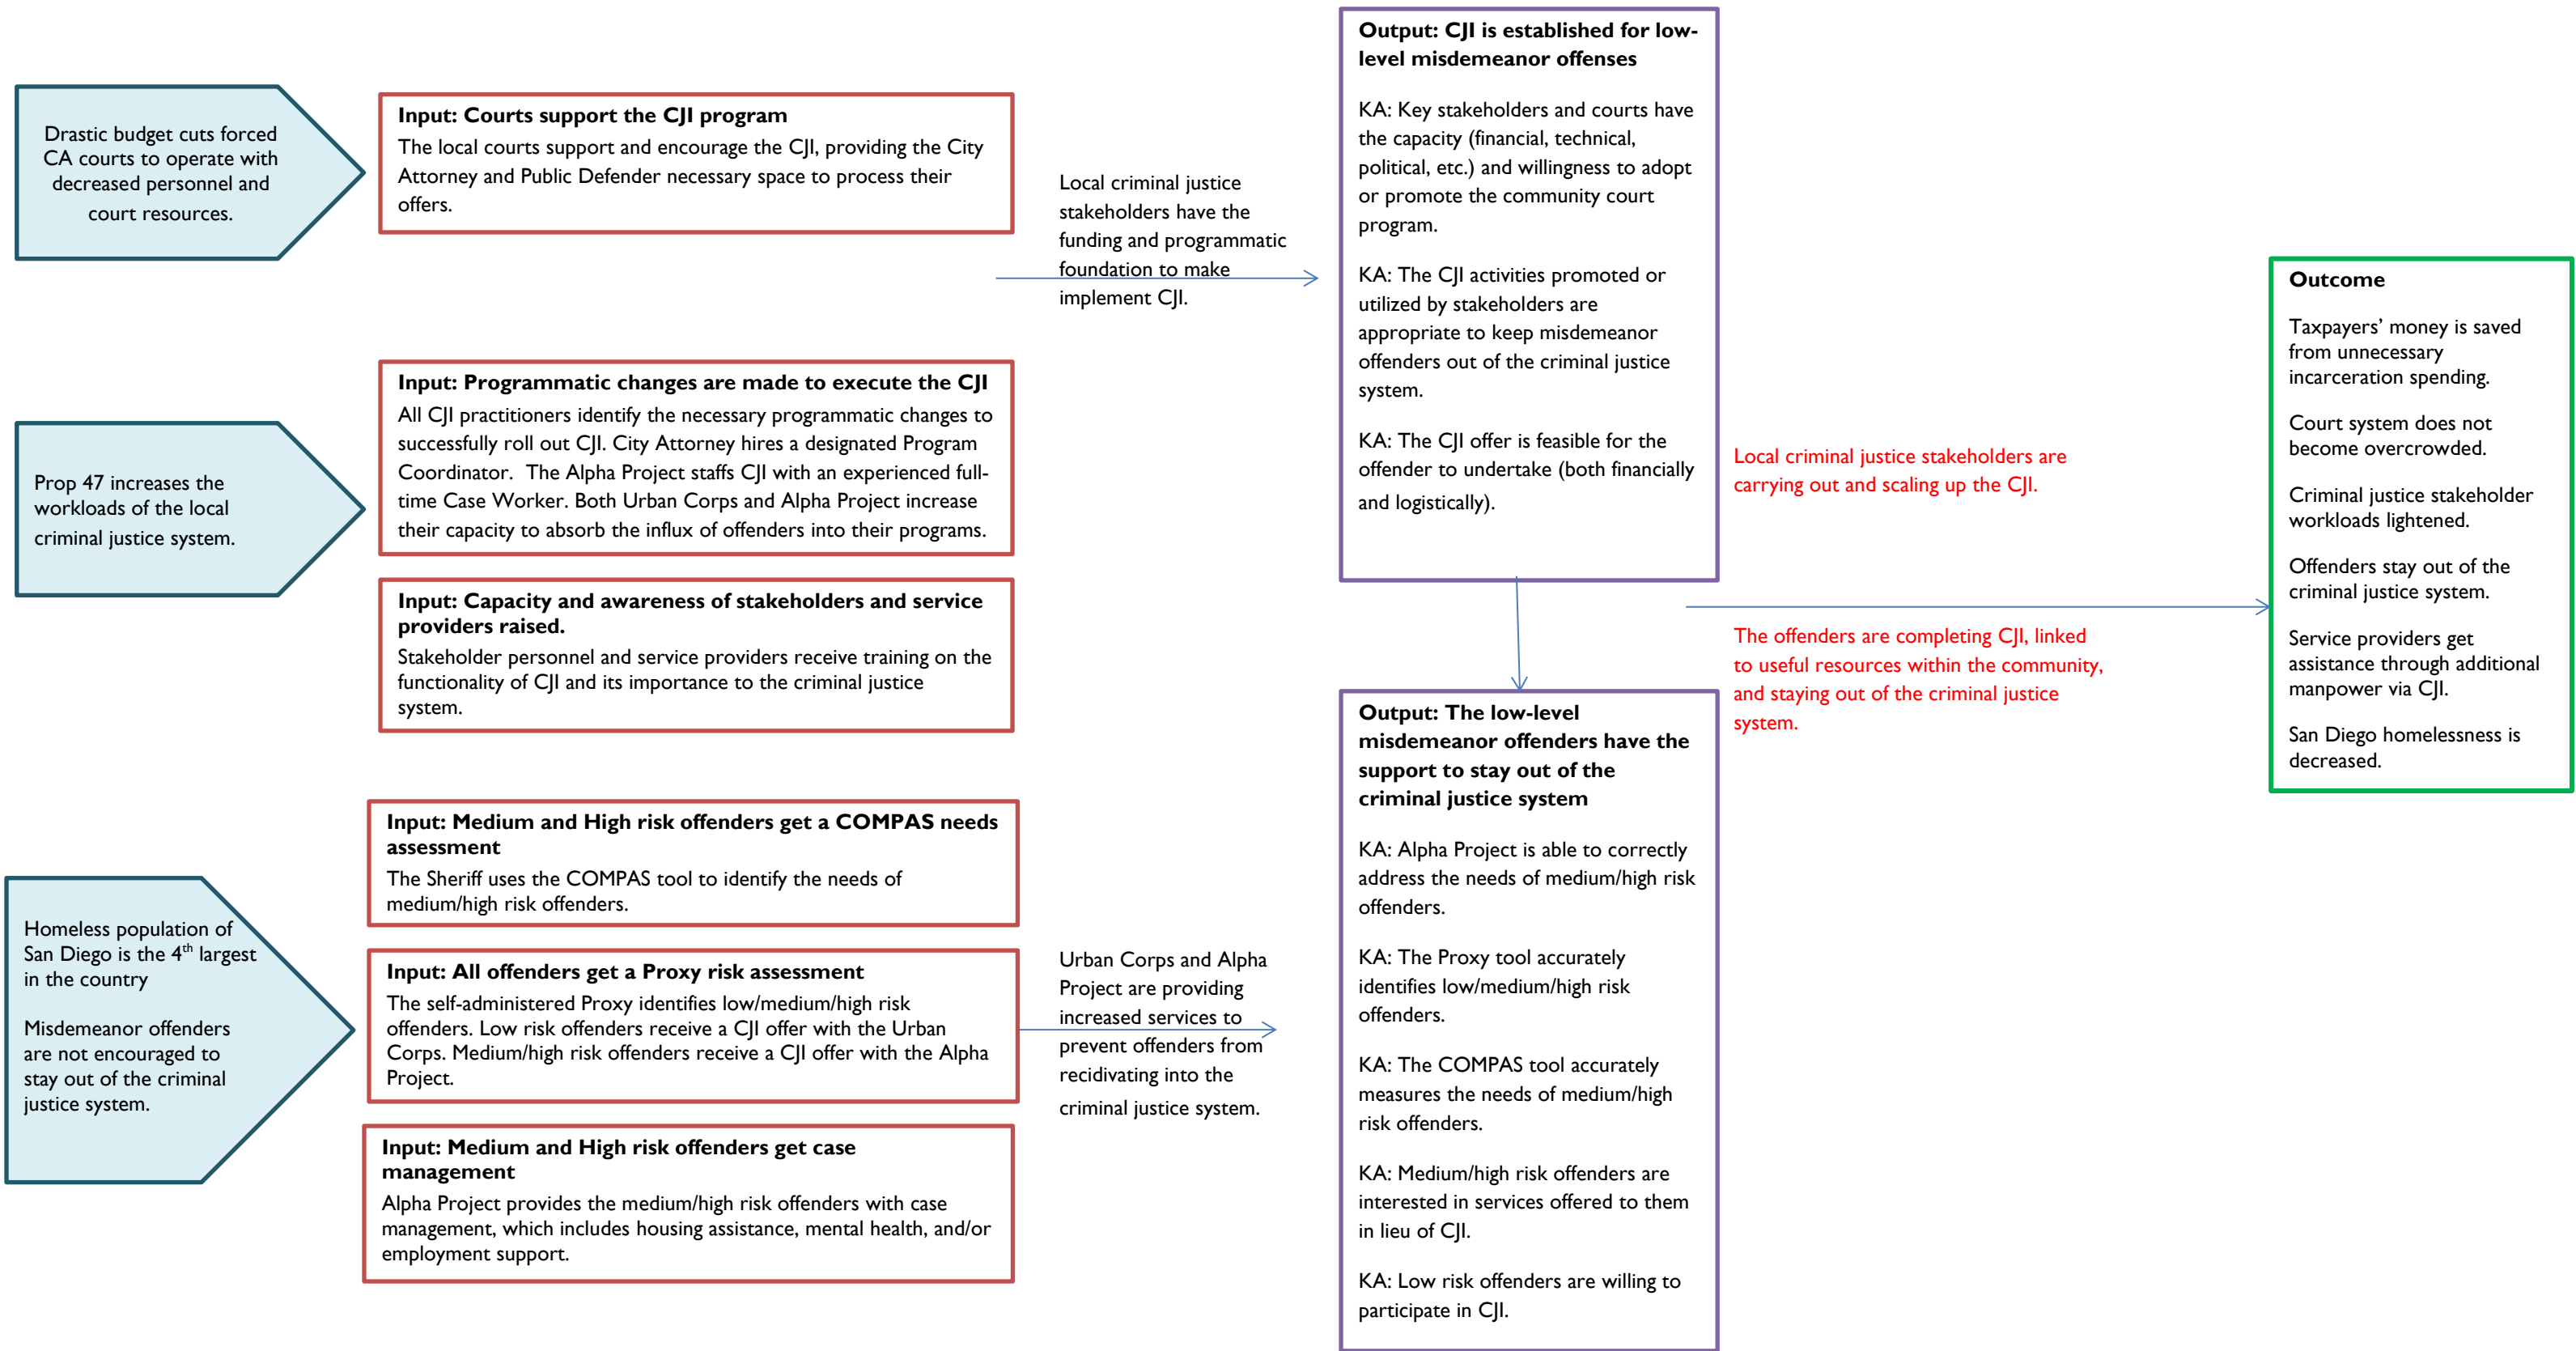 Drastic budget cuts forced
CA courts to operate with
decreased personnel and
court resources.
Prop 47 increases the
workloads of the local
criminal justice system.
Homeless population of
San Diego is the 4th largest
in the country
Misdemeanor offenders
are not encouraged to
stay out of the criminal
justice system.
Input: Courts support the CJI program
The local courts support and encourage the CJI, providing the City
Attorney and Public Defender necessary space to process their
offers.
Input: Programmatic changes are made to execute the CJI
All CJI practitioners identify the necessary programmatic changes to
successfully roll out CJI. City Attorney hires a designated Program
Coordinator.  The Alpha Project staffs CJI with an experienced full-
time Case Worker. Both Urban Corps and Alpha Project increase
their capacity to absorb the influx of offenders into their programs.
Input: Capacity and awareness of stakeholders and service
providers raised.
Stakeholder personnel and service providers receive training on the
functionality of CJI and its importance to the criminal justice
system.
Input: Medium and High risk offenders get a COMPAS needs
assessment
The Sheriff uses the COMPAS tool to identify the needs of
medium/high risk offenders.
Input: All offenders get a Proxy risk assessment
The self-administered Proxy identifies low/medium/high risk
offenders. Low risk offenders receive a CJI offer with the Urban
Corps. Medium/high risk offenders receive a CJI offer with the Alpha
Project.
Input: Medium and High risk offenders get case
management
Alpha Project provides the medium/high risk offenders with case
management, which includes housing assistance, mental health, and/or
employment support.
Local criminal justice
stakeholders have the
funding and programmatic
foundation to make
implement CJI.
Urban Corps and Alpha
Project are providing
increased services to
prevent offenders from
recidivating into the
criminal justice system.
Output: CJI is established for low-
level misdemeanor offenses
KA: Key stakeholders and courts have
the capacity (financial, technical,
political, etc.) and willingness to adopt
or promote the community court
program.
KA: The CJI activities promoted or
utilized by stakeholders are
appropriate to keep misdemeanor
offenders out of the criminal justice
system.
KA: The CJI offer is feasible for the
offender to undertake (both financially
and logistically).
Output: The low-level
misdemeanor offenders have the
support to stay out of the
criminal justice system
KA: Alpha Project is able to correctly
address the needs of medium/high risk
offenders.
KA: The Proxy tool accurately
identifies low/medium/high risk
offenders.
KA: The COMPAS tool accurately
measures the needs of medium/high
risk offenders.
KA: Medium/high risk offenders are
interested in services offered to them
in lieu of CJI.
KA: Low risk offenders are willing to
participate in CJI.
Local criminal justice stakeholders are
carrying out and scaling up the CJI.
The offenders are completing CJI, linked
to useful resources within the community,
and staying out of the criminal justice
system.
Outcome
Taxpayers’ money is saved
from unnecessary
incarceration spending.
Court system does not
become overcrowded.
Criminal justice stakeholder
workloads lightened.
Offenders stay out of the
criminal justice system.
Service providers get
assistance through additional
manpower via CJI.
San Diego homelessness is
decreased.